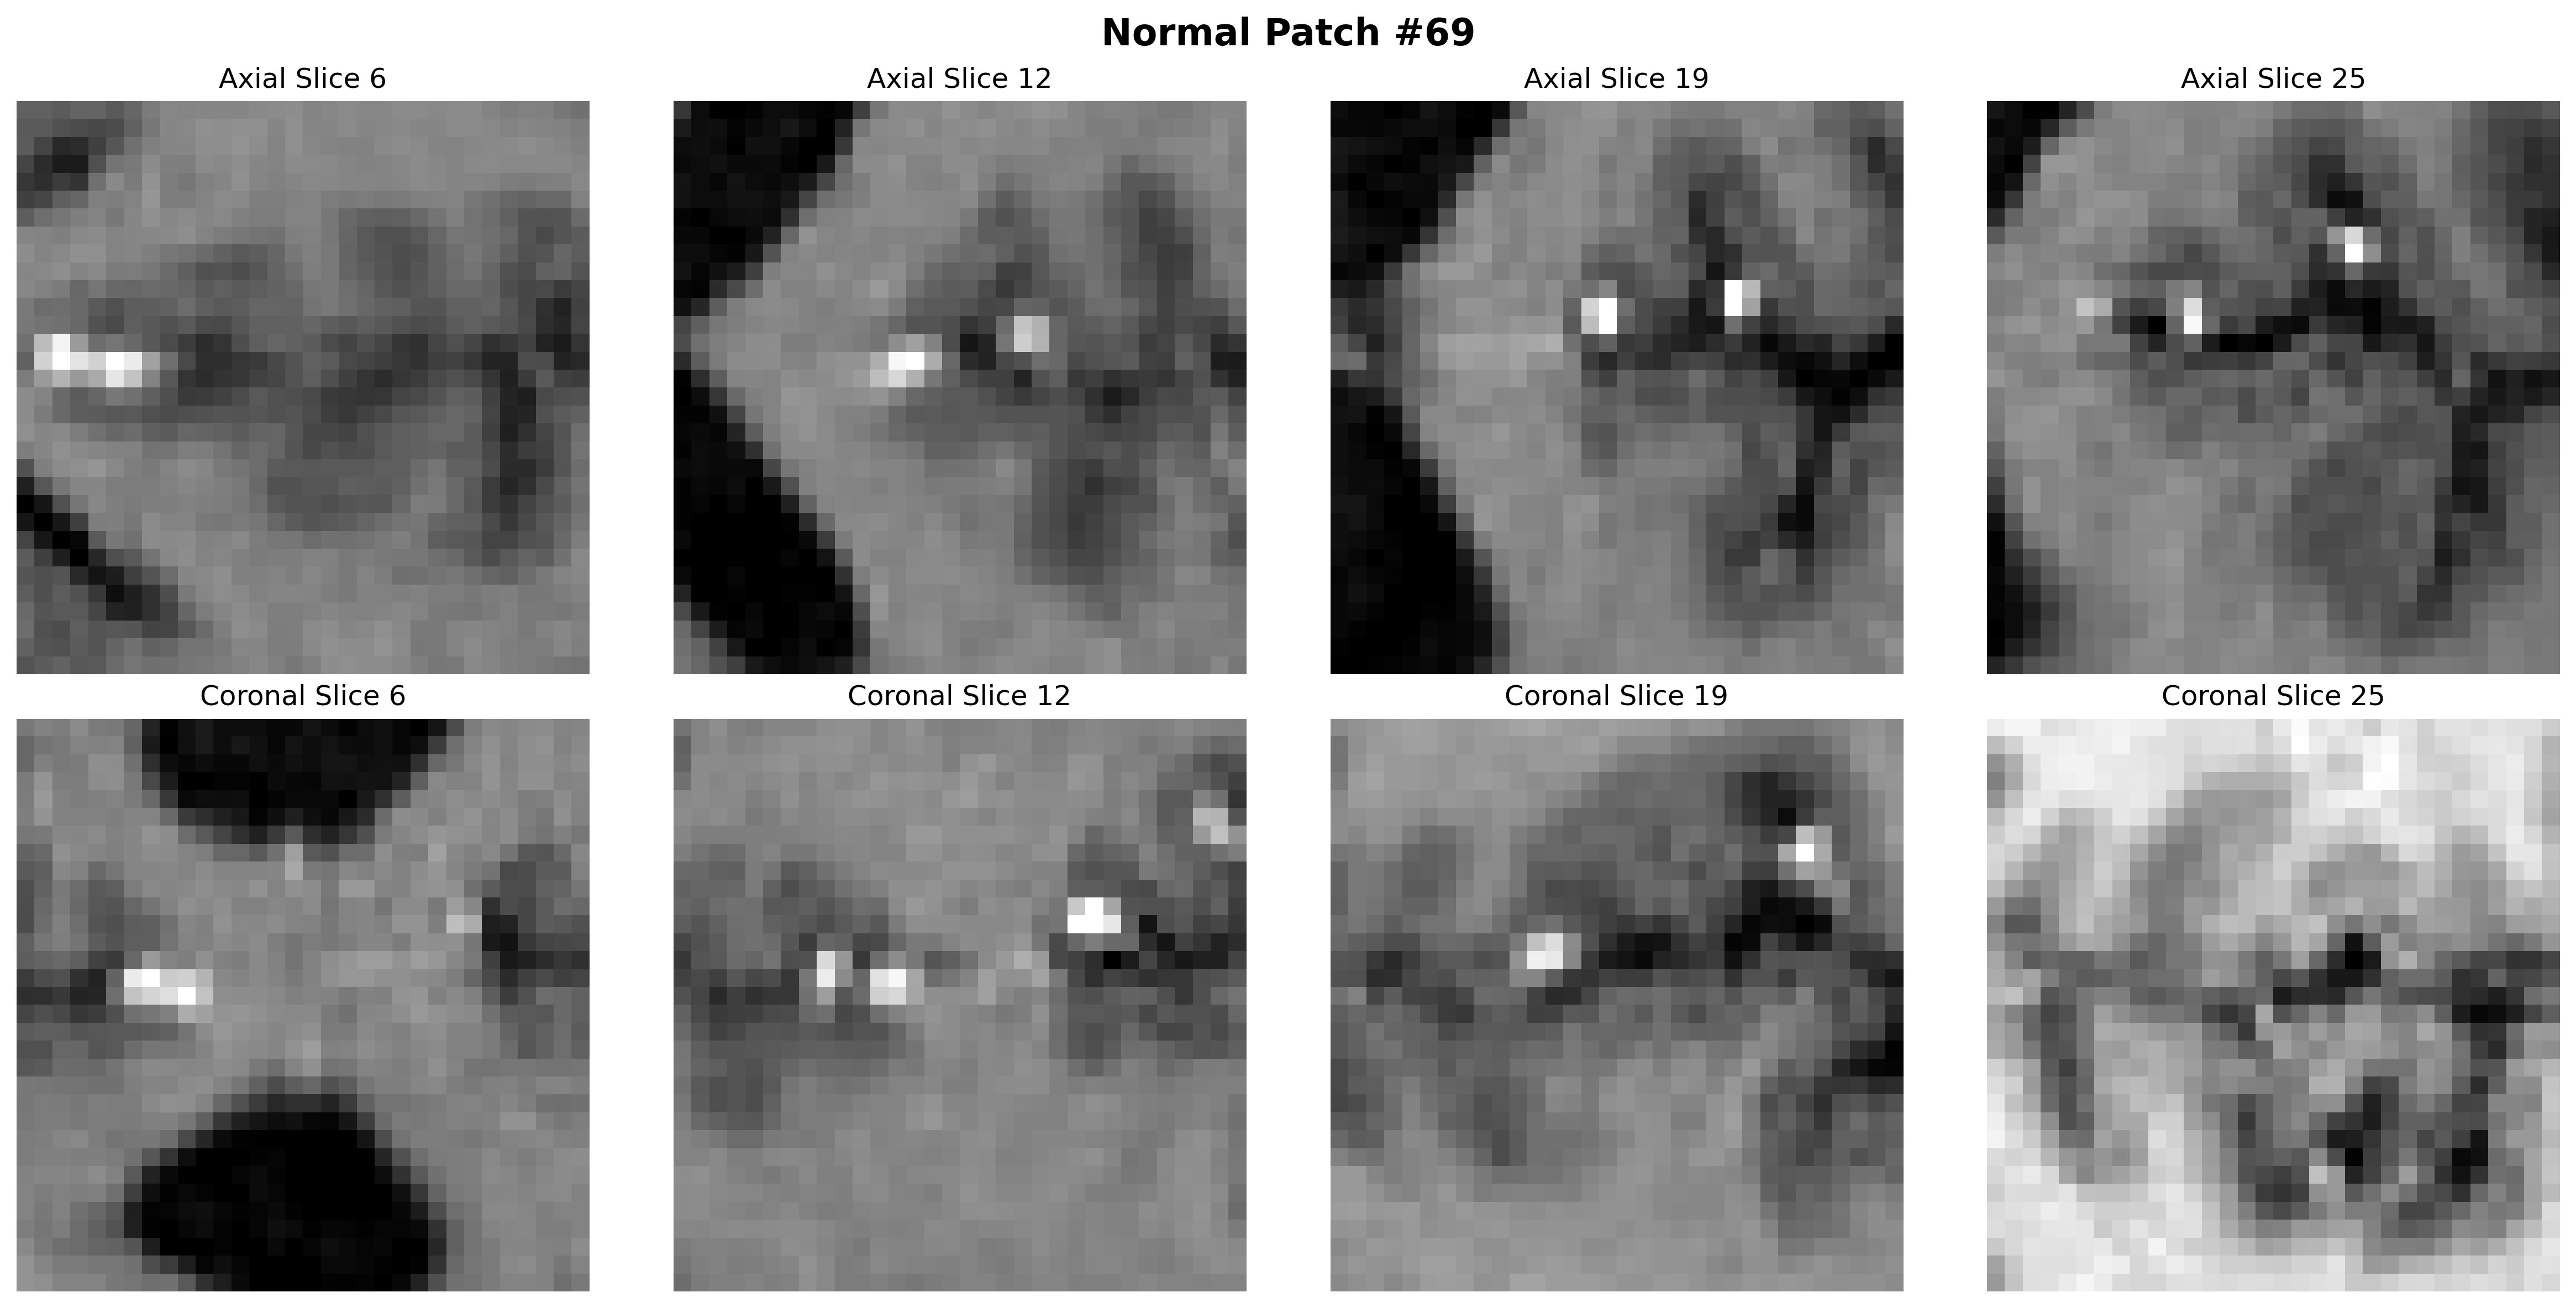 Normal Patch #69
Axial Slice 6
Axial Slice 12
Axial Slice 19
Axial Slice 25
Coronal Slice 6
Coronal Slice 12
Coronal Slice 19
Coronal Slice 25